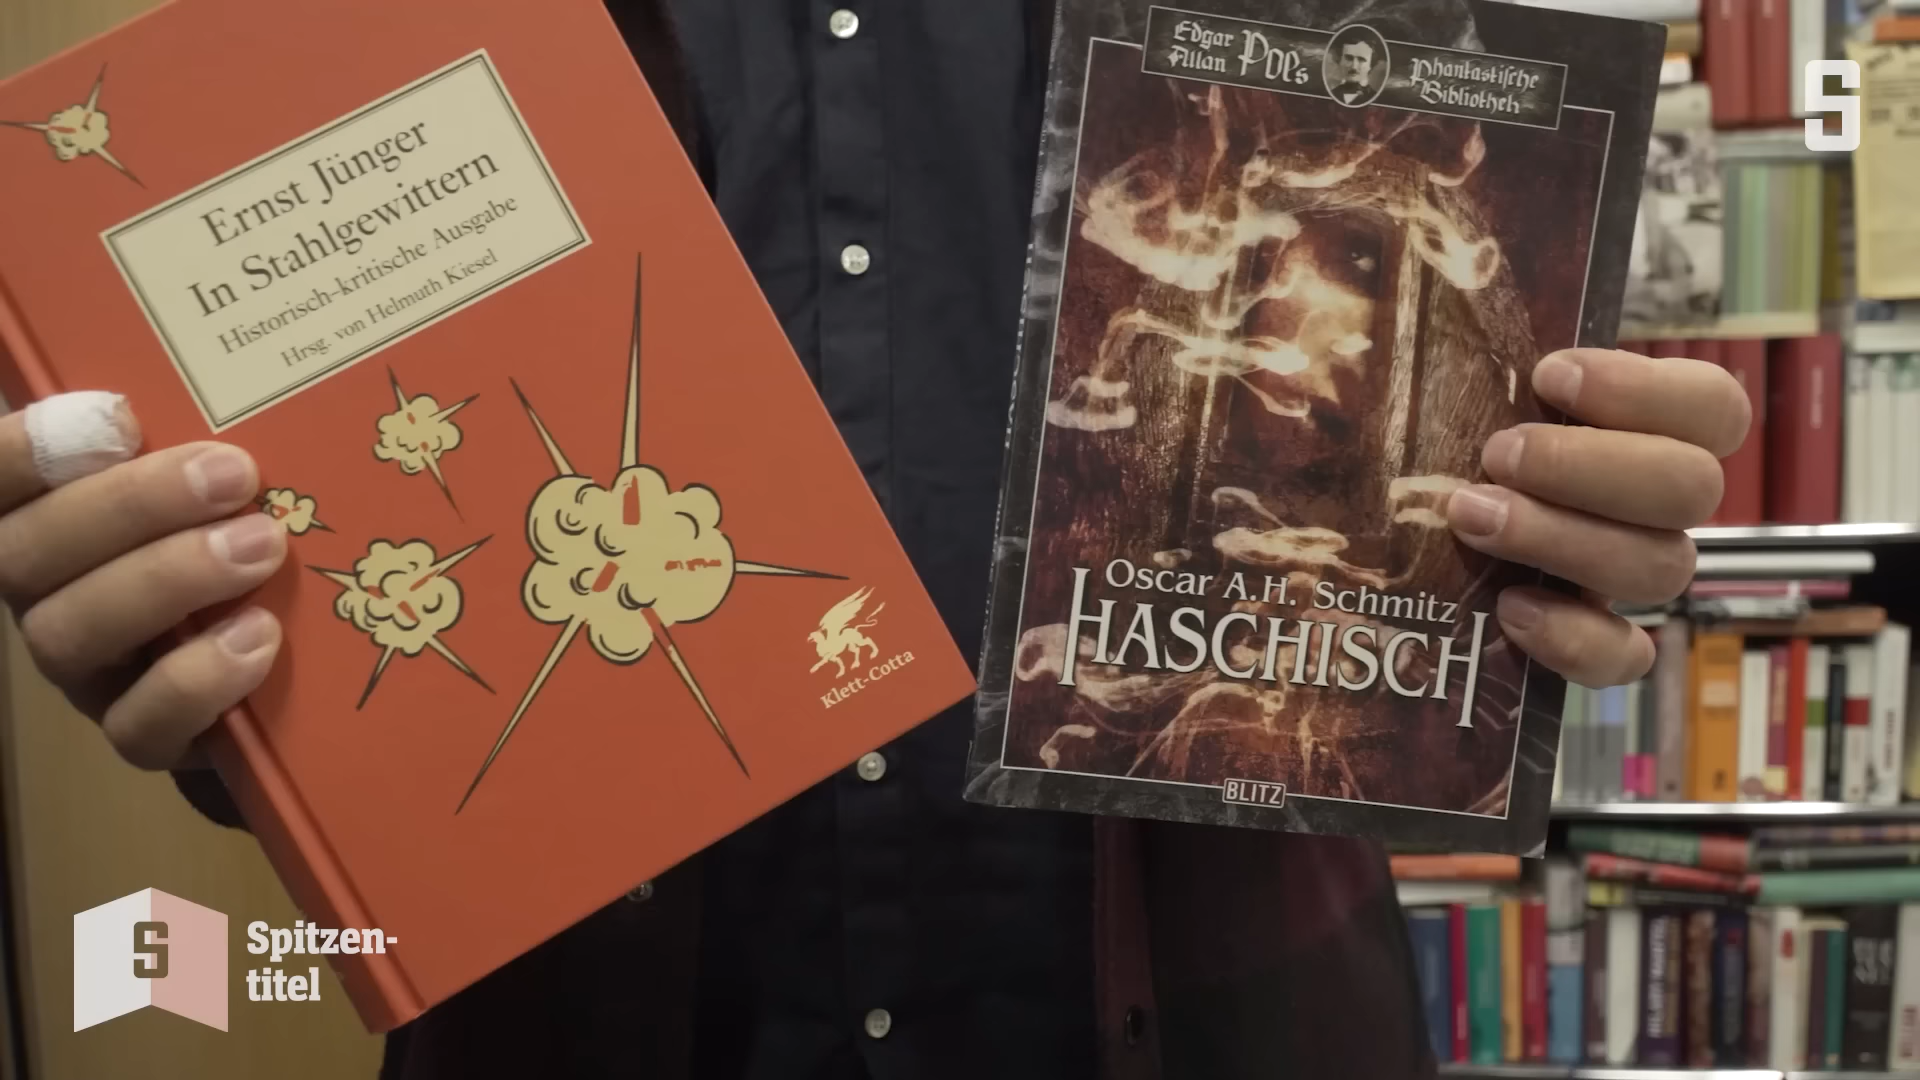 Ernst Jünger
In Stahlgewittern
Historisch-kritische Ausgabe
Hrsg. von Helmuth Kiesel
Klett-Cotta
Edgar Allan Poes
Phantastische Bibliothek
Oscar A.H. Schmitz
HASCHISCH
BLITZ
S
S
Spitzen-
titel